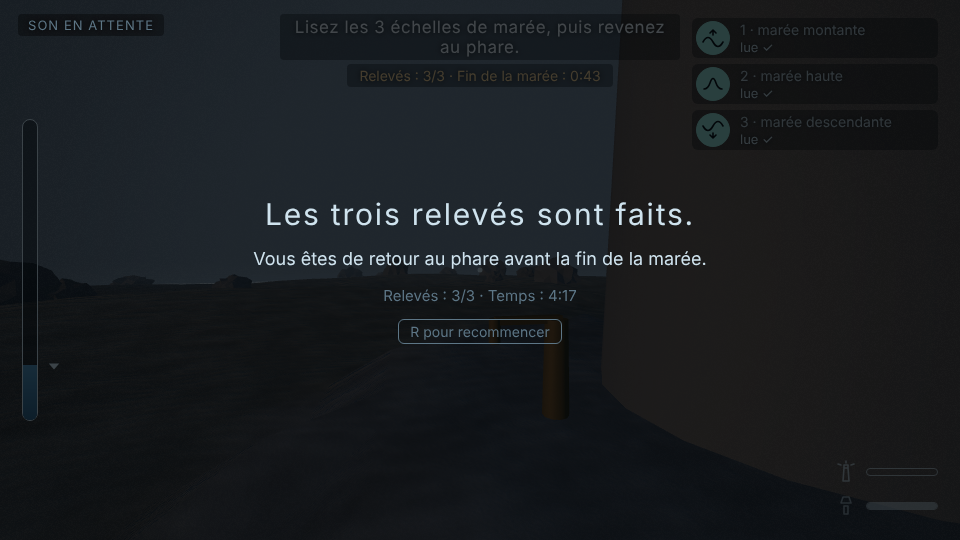 SON EN ATTENTE
Lisez les 3 échelles de marée, puis revenez
au phare.
Relevés : 3/3 · Fin de la marée : 0:43
1 · marée montante
lue ✓
2 · marée haute
lue ✓
3 · marée descendante
lue ✓
Les trois relevés sont faits.
Vous êtes de retour au phare avant la fin de la marée.
Relevés : 3/3 · Temps : 4:17
R pour recommencer